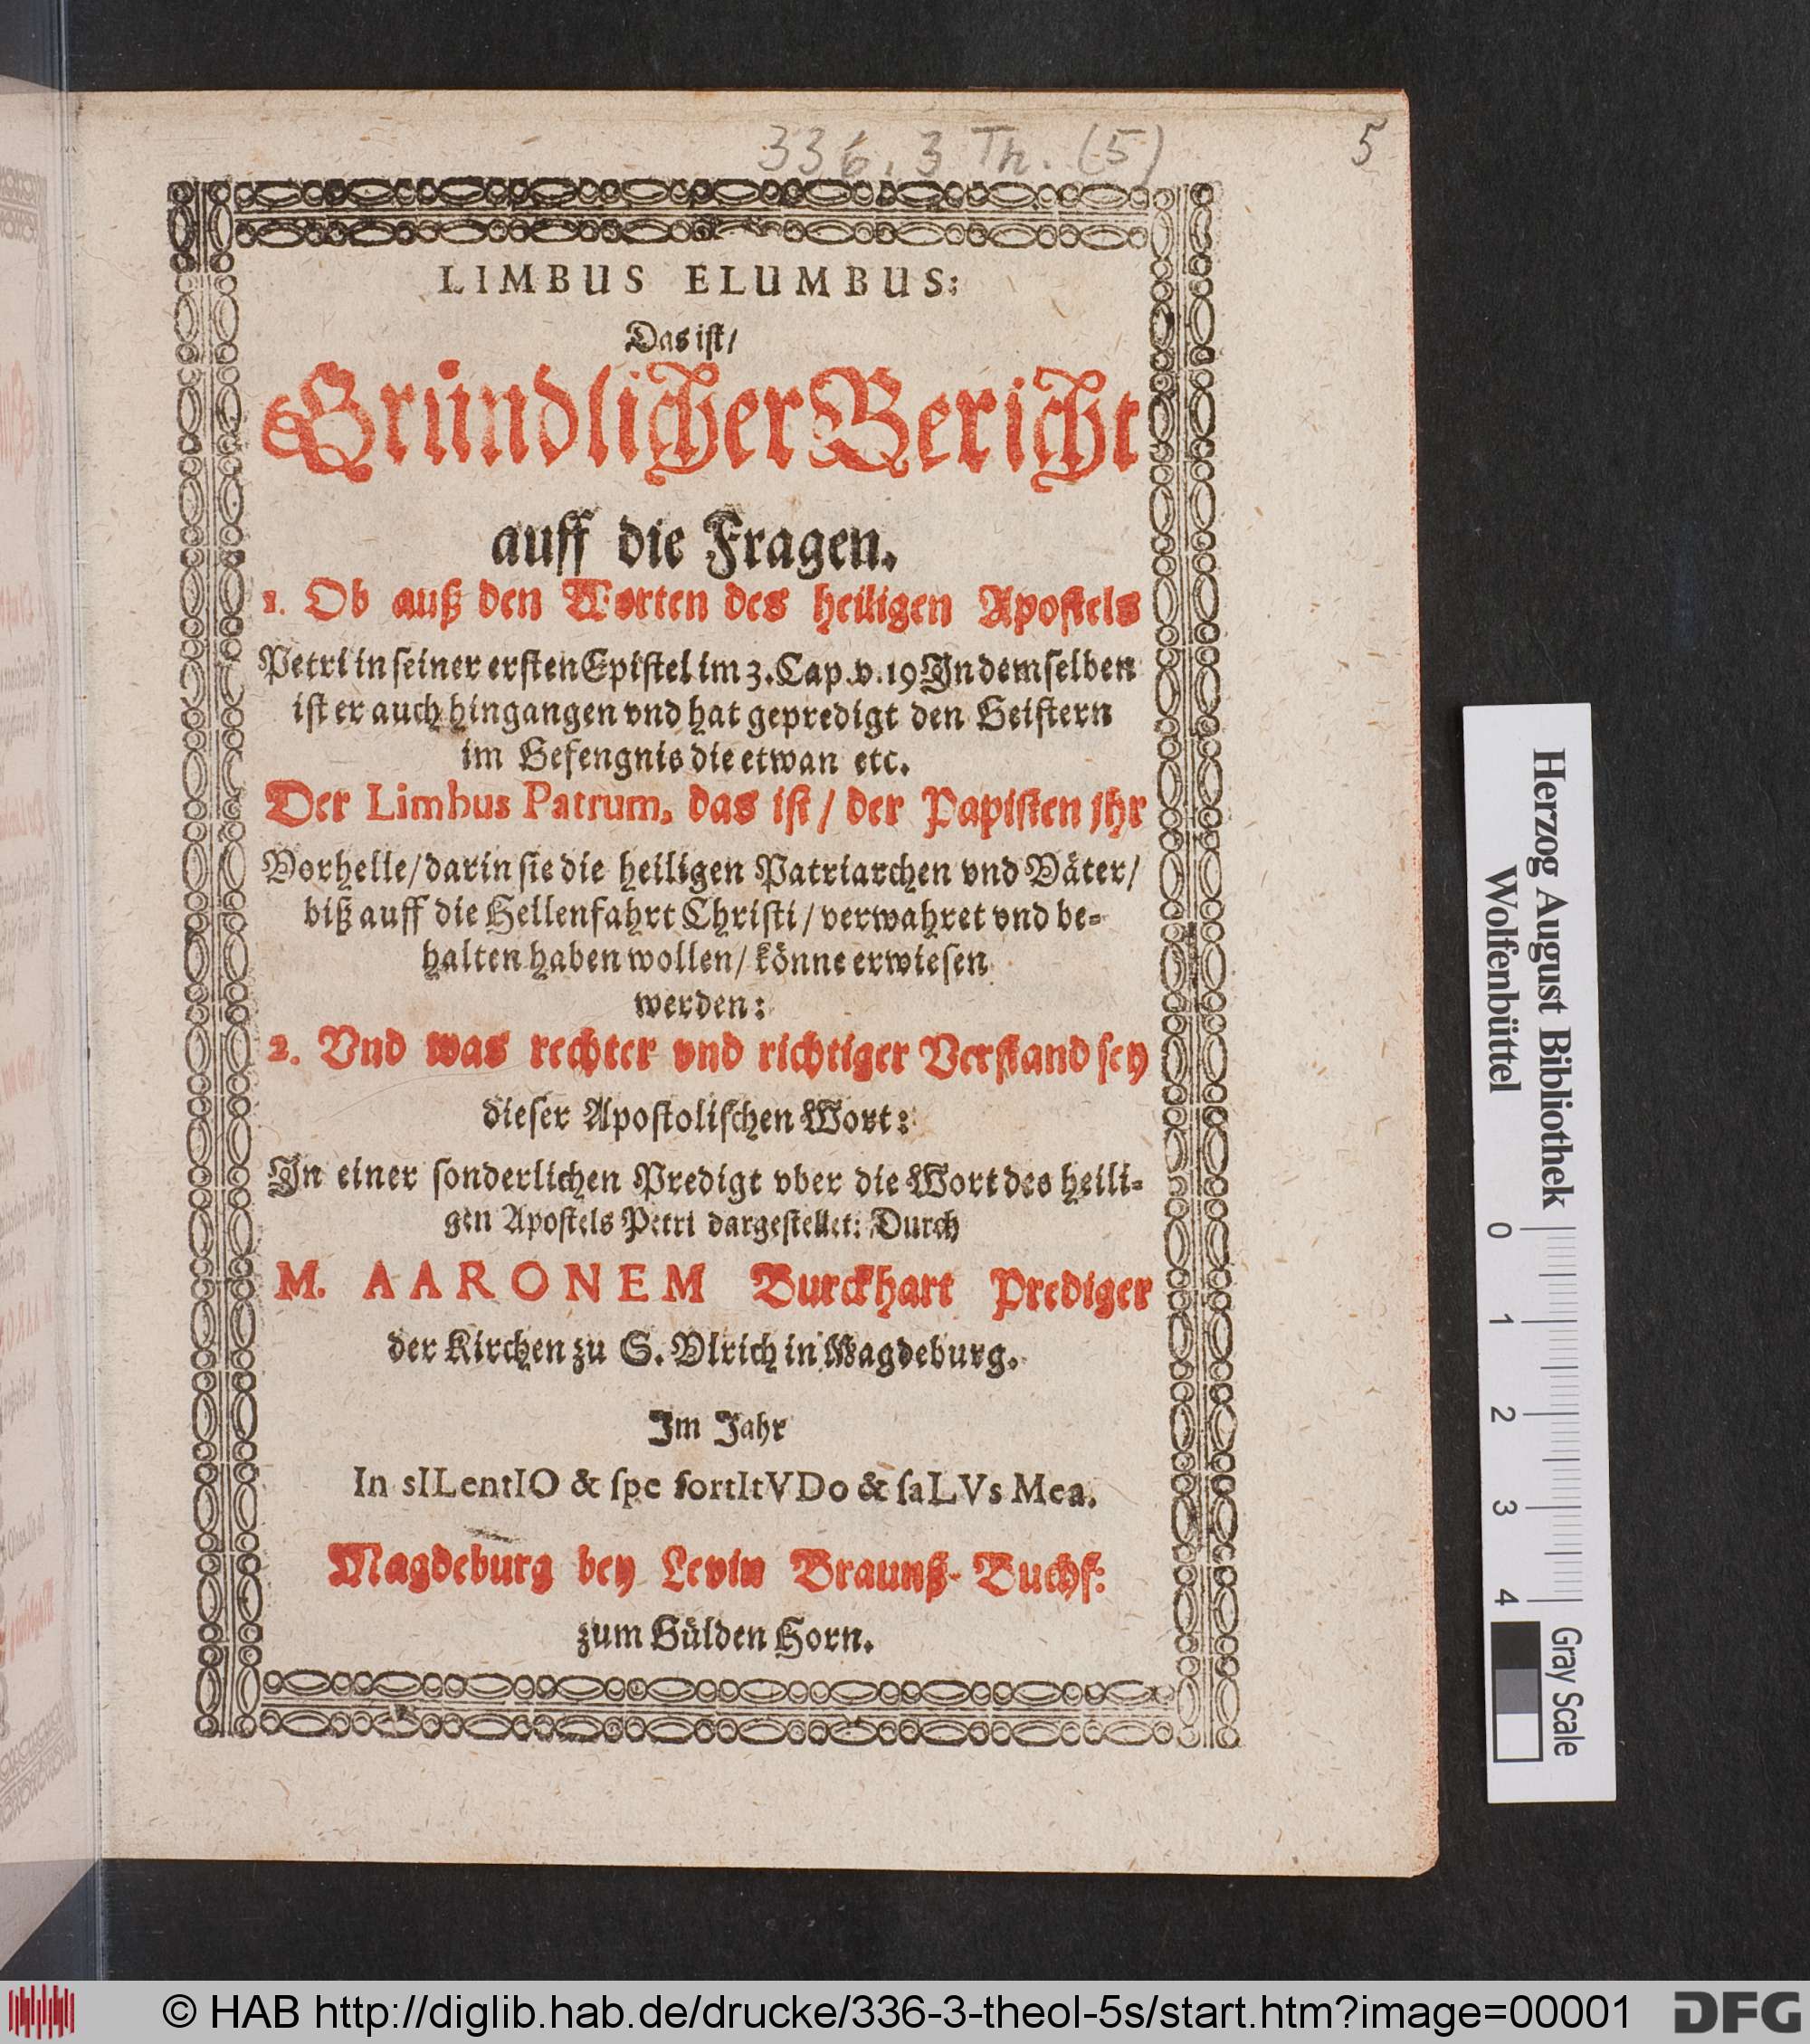 336. 3 Th. (5)
5
LIMBUS ELUMBUS:
Das ist/
Gründlicher Bericht
auff die Fragen.
1. Ob auß den Worten des heiligen Apostels
Petri in seiner ersten Epistel im 3. Cap. v. 19 Jn demselben
ist er auch hingangen vnd hat gepredigt den Geistern
im Gefengnis die etwan etc.
Der Limbus Patrum, das ist / der Papisten jhr
Vorhelle/ darin sie die heiligen Patriarchen vnd Väter/
biß auff die Hellenfahrt Christi / verwahret vnd be-
halten haben wollen/ könne erwiesen
werden:
2. Vnd was rechter vnd richtiger Verstand sey
dieser Apostolischen Wort:
Jn einer sonderlichen Predigt vber die Wort des heili-
gen Apostels Petri dargestellet: Durch
M. AARONEM Burckhart Prediger
der Kirchen zu S. Vlrich in Magdeburg.
Jm Jahr
In sILentIO & spe fortItVDo & saLVs Mea.
Magdeburg bey Levin Braunß- Buchf:
zum Gülden Horn.
Herzog August Bibliothek
Wolfenbüttel
0 1 2 3 4
Gray Scale
© HAB http://diglib.hab.de/drucke/336-3-theol-5s/start.htm?image=00001
DFG